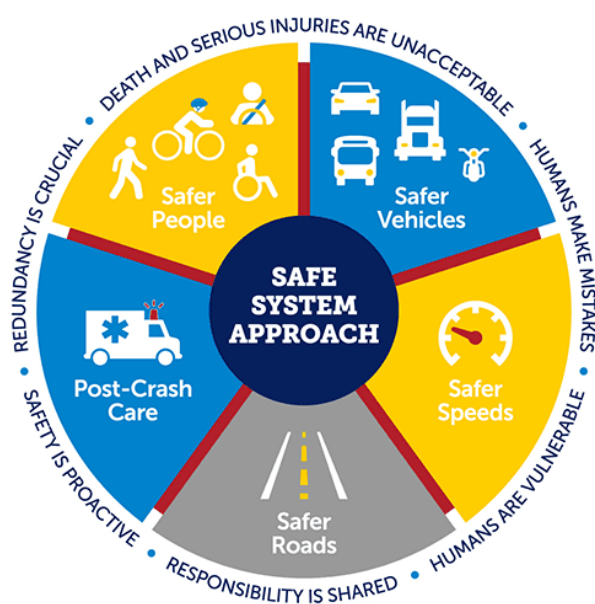 DEATH AND SERIOUS INJURIES ARE UNACCEPTABLE
HUMANS MAKE MISTAKES
HUMANS ARE VULNERABLE
RESPONSIBILITY IS SHARED
SAFETY IS PROACTIVE
REDUNDANCY IS CRUCIAL
Safer
People
Safer
Vehicles
SAFE
SYSTEM
APPROACH
Post-Crash
Care
Safer
Speeds
Safer
Roads